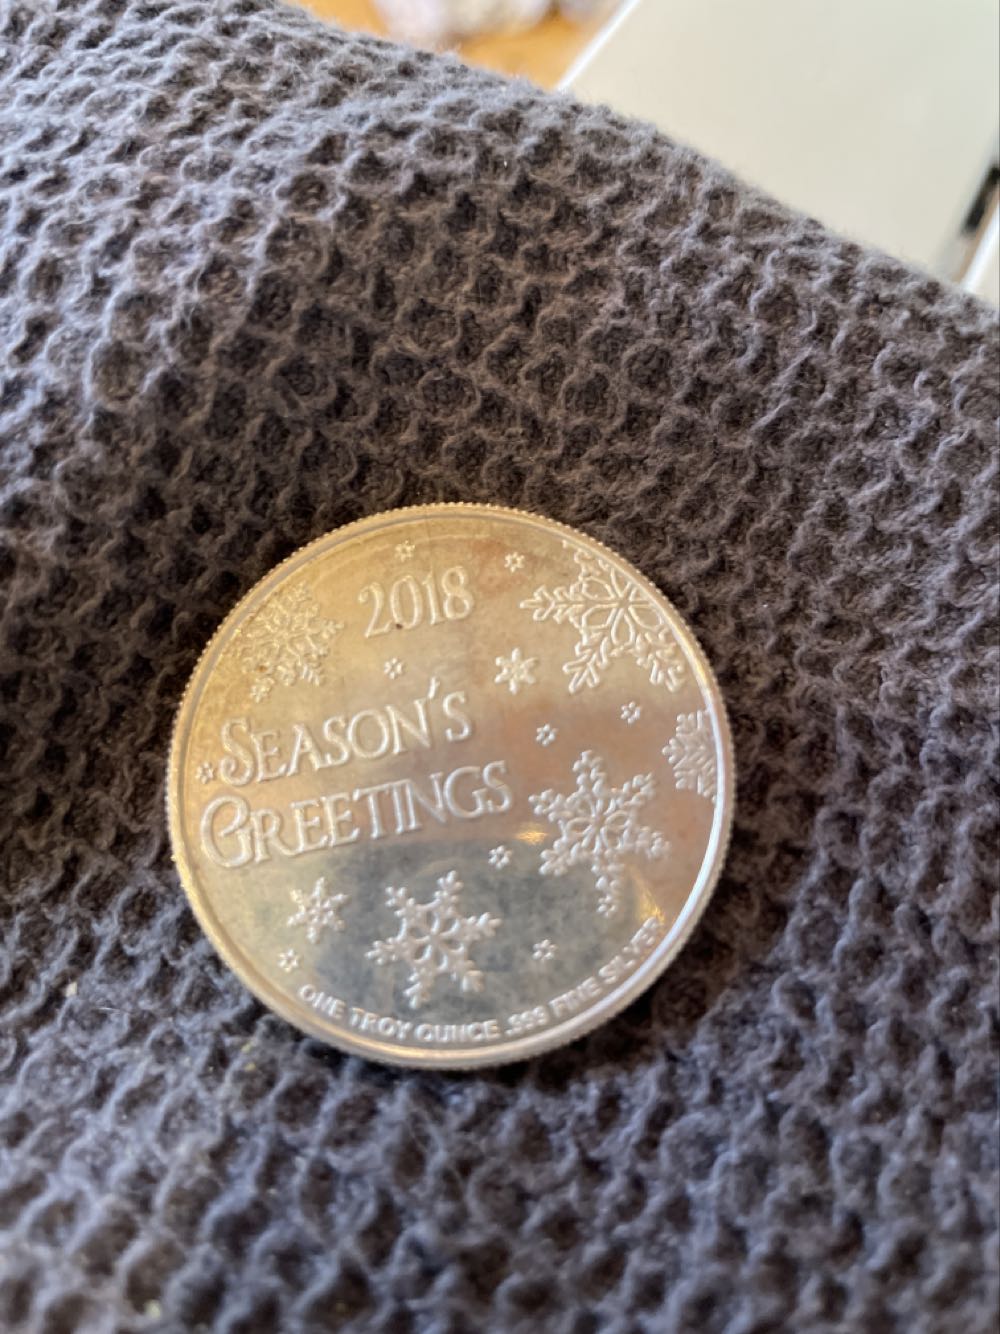 2018
SEASON'S
GREETINGS
ONE TROY OUNCE .999 FINE SILVER